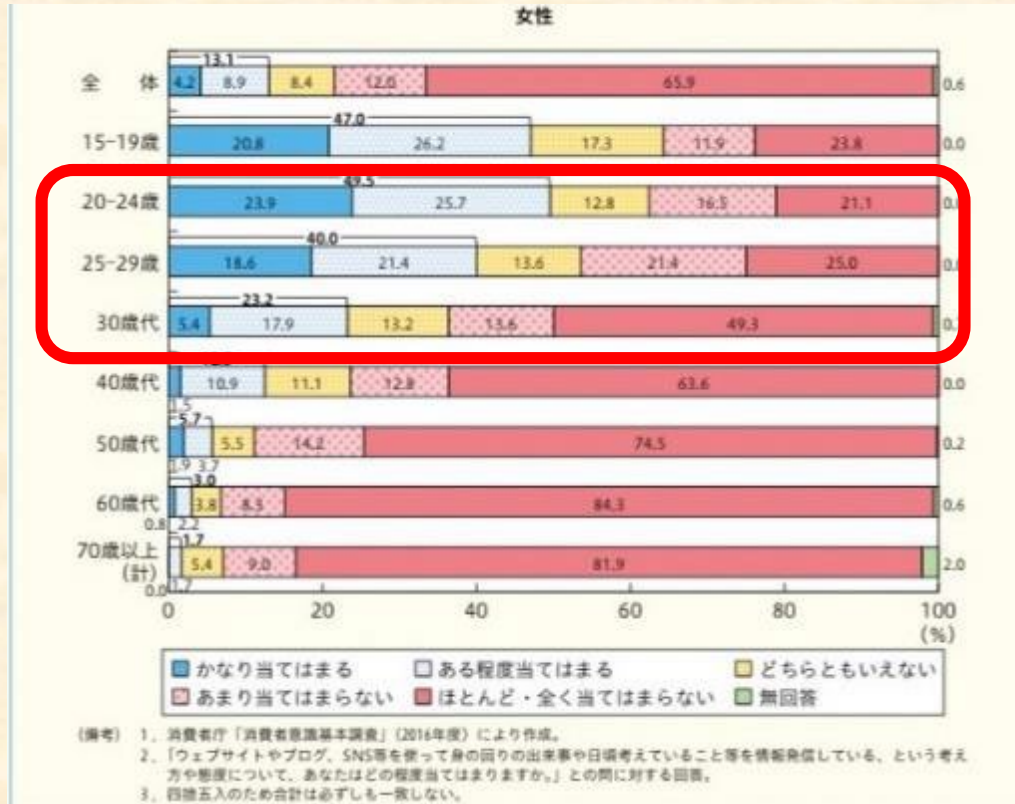 女性
13.1
全　体 4.2 8.9 8.4 12.0 65.9 0.6
47.0
15-19歳 20.8 26.2 17.3 11.9 23.8 0.0
49.5
20-24歳 23.9 25.7 12.8 16.5 21.1
40.0
25-29歳 18.6 21.4 13.6 21.4 25.0
23.2
30歳代 5.4 17.9 13.2 13.6 49.3
40歳代 10.9 11.1 12.8 63.6 0.0
1.5
5.7
50歳代 5.5 14.2 74.5 0.2
1.9 3.7
3.0
60歳代 3.8 8.3 84.3 0.6
0.8 2.2
1.7
70歳以上 5.4 9.0 81.9 2.0
(計)
0.0 1.7
0 20 40 60 80 100
(%)
かなり当てはまる ある程度当てはまる どちらともいえない
あまり当てはまらない ほとんど・全く当てはまらない 無回答
(備考) 1．消費者庁「消費者意識基本調査」(2016年度)により作成。
2．「ウェブサイトやブログ、SNS等を使って身の回りの出来事や日頃考えていること等を情報発信している、という考え
方や態度について、あなたはどの程度当てはまりますか。」との問に対する回答。
3．四捨五入のため合計は必ずしも一致しない。